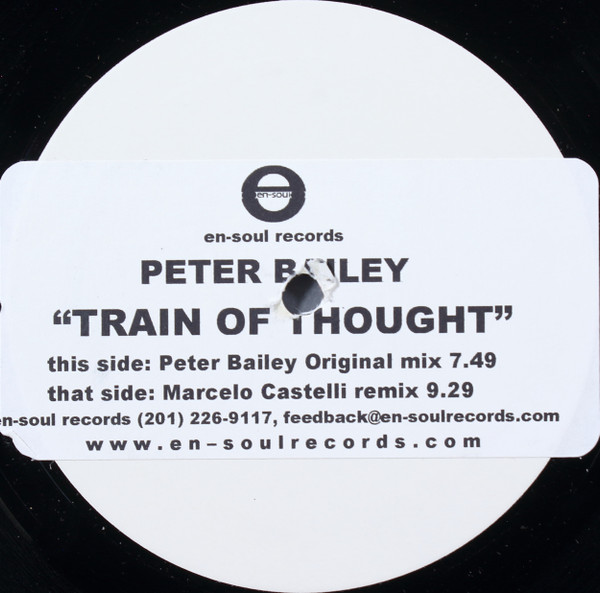 en-soul
en-soul records
PETER BAILEY
“TRAIN OF THOUGHT”
this side: Peter Bailey Original mix 7.49
that side: Marcelo Castelli remix 9.29
en-soul records (201) 226-9117, feedback@en-soulrecords.com
www.en-soulrecords.com